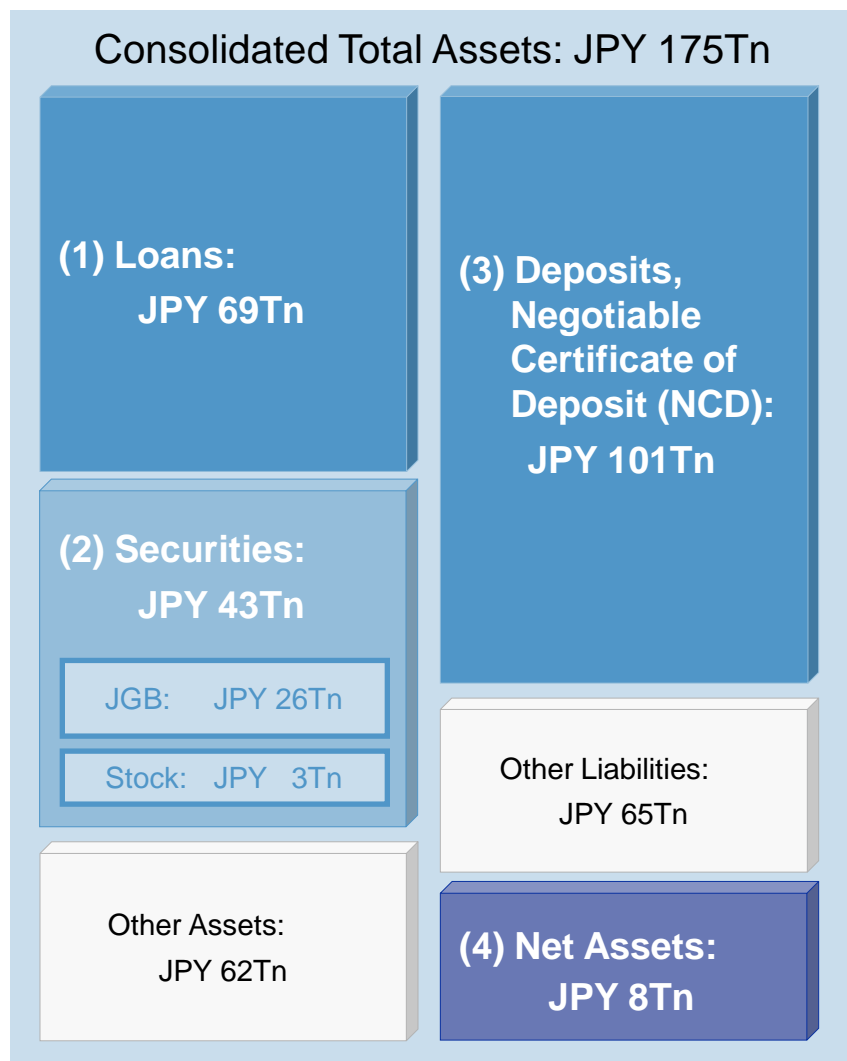 Consolidated Total Assets: JPY 175Tn
(1) Loans:
JPY 69Tn
(2) Securities:
JPY 43Tn
JGB: JPY 26Tn
Stock: JPY 3Tn
Other Assets:
JPY 62Tn
(3) Deposits,
Negotiable
Certificate of
Deposit (NCD):
JPY 101Tn
Other Liabilities:
JPY 65Tn
(4) Net Assets:
JPY 8Tn